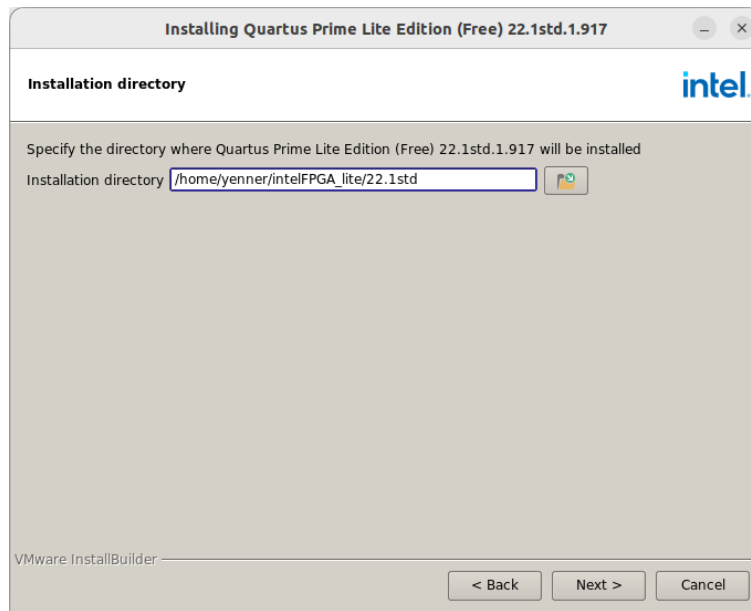 Installing Quartus Prime Lite Edition (Free) 22.1std.1.917
Installation directory
intel.
Specify the directory where Quartus Prime Lite Edition (Free) 22.1std.1.917 will be installed
Installation directory /home/yenner/intelFPGA_lite/22.1std
VMware InstallBuilder
< Back Next > Cancel